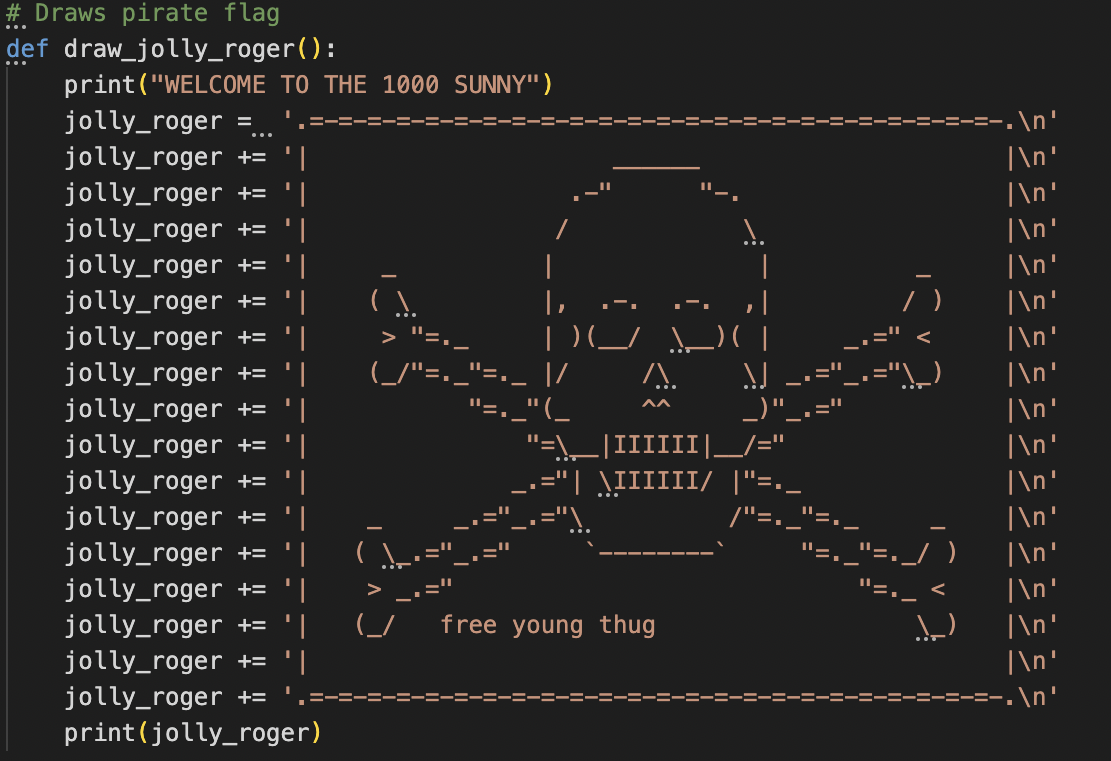 # Draws pirate flag
def draw_jolly_roger():
    print("WELCOME TO THE 1000 SUNNY")
    jolly_roger =  '.=-=-=-=-=-=-=-=-=-=-=-=-=-=-=-=-=-=-=-=-=-=-=-=-.\n'
    jolly_roger += '|                     ______                     |\n'
    jolly_roger += '|                  .-"      "-.                  |\n'
    jolly_roger += '|                 /            \                 |\n'
    jolly_roger += '|     _          |              |          _     |\n'
    jolly_roger += '|    ( \         |,  .-.  .-.  ,|         / )    |\n'
    jolly_roger += '|     > "=._     | )(__/  \__)( |     _.=" <     |\n'
    jolly_roger += '|    (_/"=._"=._ |/     /\     \| _.="_.="\_)    |\n'
    jolly_roger += '|           "=._"(_     ^^     _)"_.="           |\n'
    jolly_roger += '|               "=\__|IIIIII|__/="               |\n'
    jolly_roger += '|              _.="| \IIIIII/ |"=._              |\n'
    jolly_roger += '|    _     _.="_.="\          /"=._"=._     _    |\n'
    jolly_roger += '|   ( \_.="_.="     `--------`     "=._"=._/ )   |\n'
    jolly_roger += '|    > _.="                            "=._ <    |\n'
    jolly_roger += '|   (_/   free young thug                  \_)   |\n'
    jolly_roger += '|                                                |\n'
    jolly_roger += '.=-=-=-=-=-=-=-=-=-=-=-=-=-=-=-=-=-=-=-=-=-=-=-=-.\n'
    print(jolly_roger)